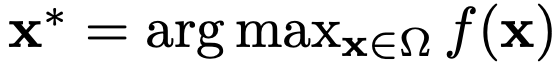 𝐱* = arg max_{𝐱∈Ω} f(𝐱)